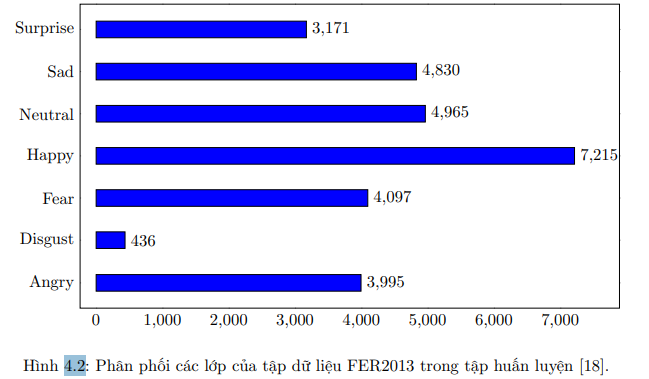 Surprise 3,171
Sad 4,830
Neutral 4,965
Happy 7,215
Fear 4,097
Disgust 436
Angry 3,995
0 1,000 2,000 3,000 4,000 5,000 6,000 7,000
Hình 4.2: Phân phối các lớp của tập dữ liệu FER2013 trong tập huấn luyện [18].